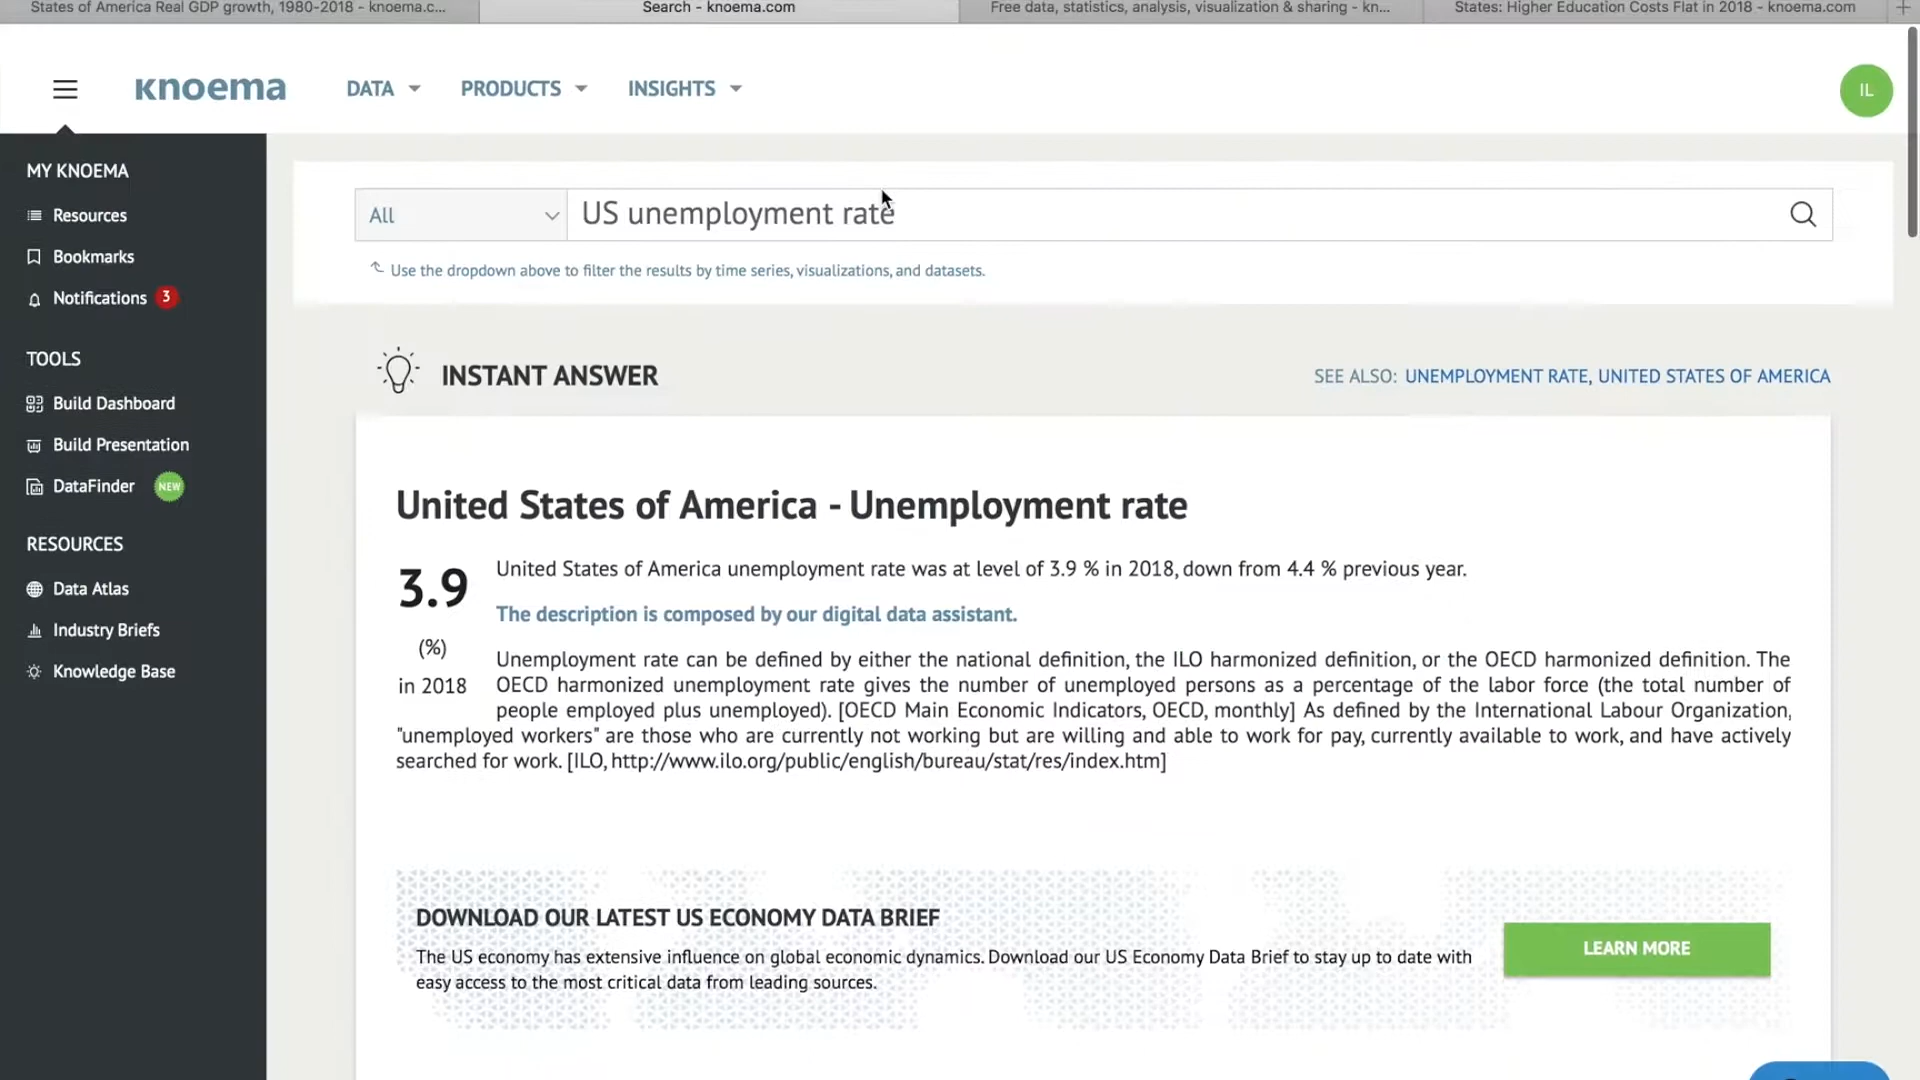 States of America Real GDP growth, 1980-2018 - knoema.c...
Search - knoema.com
Free data, statistics, analysis, visualization & sharing - kn...
States: Higher Education Costs Flat in 2018 - knoema.com
knoema
DATA
PRODUCTS
INSIGHTS
IL
MY KNOEMA
Resources
Bookmarks
Notifications 3
TOOLS
Build Dashboard
Build Presentation
DataFinder NEW
RESOURCES
Data Atlas
Industry Briefs
Knowledge Base
All
US unemployment rate
Use the dropdown above to filter the results by time series, visualizations, and datasets.
INSTANT ANSWER
SEE ALSO: UNEMPLOYMENT RATE, UNITED STATES OF AMERICA
United States of America - Unemployment rate
3.9
(%)
in 2018
United States of America unemployment rate was at level of 3.9 % in 2018, down from 4.4 % previous year.
The description is composed by our digital data assistant.
Unemployment rate can be defined by either the national definition, the ILO harmonized definition, or the OECD harmonized definition. The
OECD harmonized unemployment rate gives the number of unemployed persons as a percentage of the labor force (the total number of
people employed plus unemployed). [OECD Main Economic Indicators, OECD, monthly] As defined by the International Labour Organization,
"unemployed workers" are those who are currently not working but are willing and able to work for pay, currently available to work, and have actively
searched for work. [ILO, http://www.ilo.org/public/english/bureau/stat/res/index.htm]
DOWNLOAD OUR LATEST US ECONOMY DATA BRIEF
The US economy has extensive influence on global economic dynamics. Download our US Economy Data Brief to stay up to date with
easy access to the most critical data from leading sources.
LEARN MORE